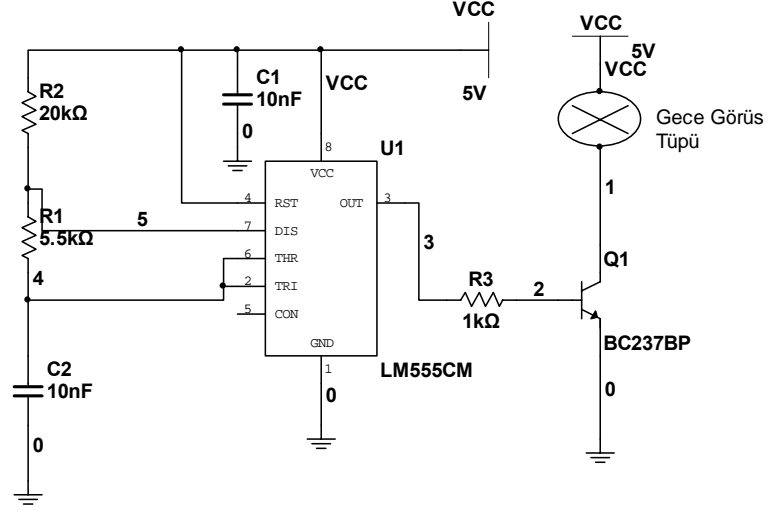 VCC
VCC
5V
VCC
5V
R2
20kΩ
C1
10nF
0
VCC
8
U1
VCC
Gece Görüs
Tüpü
1
R1
5.5kΩ
5
4
RST
OUT
3
7
DIS
6
THR
2
TRI
5
CON
3
Q1
R3
1kΩ
2
4
GND
1
LM555CM
BC237BP
C2
10nF
0
0
0